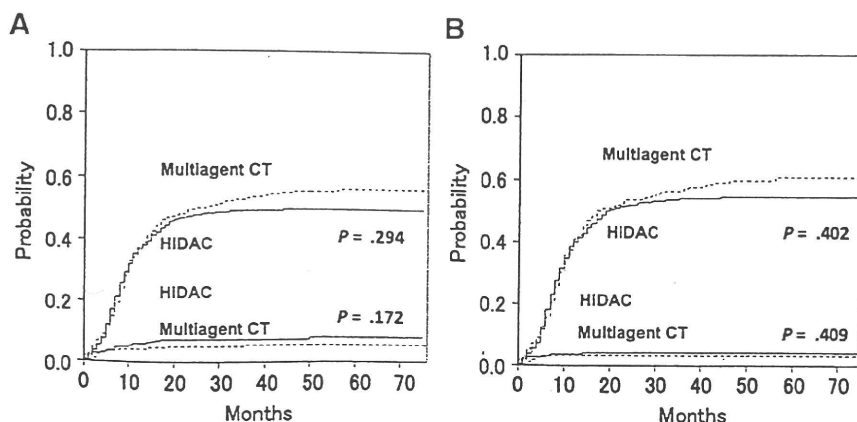 A
1.0
0.8
0.6
0.4
0.2
0.0
Probability
Multiagent CT
HiDAC
P = .294
HiDAC
P = .172
Multiagent CT
0 10 20 30 40 50 60 70
Months
B
1.0
0.8
0.6
0.4
0.2
0.0
Probability
Multiagent CT
HiDAC
P = .402
HiDAC
Multiagent CT
P = .409
0 10 20 30 40 50 60 70
Months